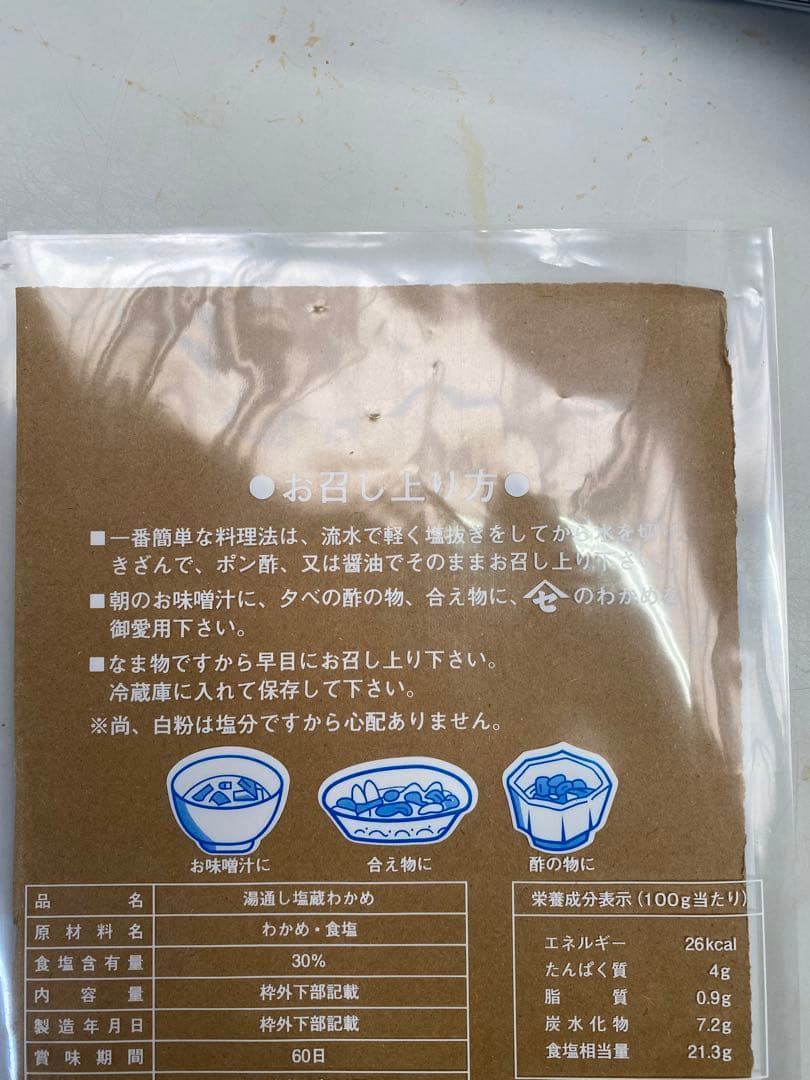 ●お召し上り方●
■一番簡単な料理法は、流水で軽く塩抜きをしてから水を切り
きざんで、ポン酢、又は醤油でそのままお召し上り下さ
■朝のお味噌汁に、夕べの酢の物、合え物に、セのわかめを
御愛用下さい。
■なま物ですから早目にお召し上り下さい。
冷蔵庫に入れて保存して下さい。
※尚、白粉は塩分ですから心配ありません。
お味噌汁に 合え物に 酢の物に
品名 湯通し塩蔵わかめ
原材料名 わかめ・食塩
食塩含有量 30%
内容量 枠外下部記載
製造年月日 枠外下部記載
賞味期間 60日
栄養成分表示(100g当たり)
エネルギー 26kcal
たんぱく質 4g
脂質 0.9g
炭水化物 7.2g
食塩相当量 21.3g